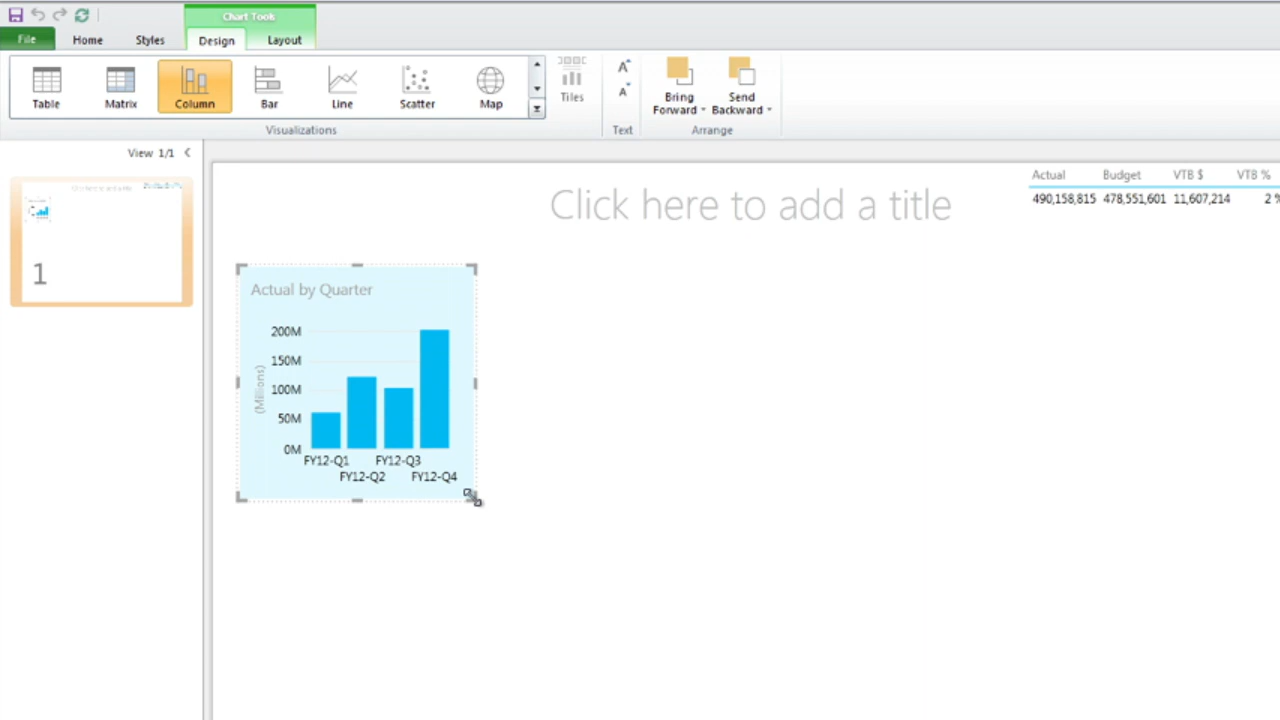 Chart Tools
File Home Styles Design Layout
Table Matrix Column Bar Line Scatter Map Tiles Bring Forward Send Backward
A A
Visualizations Text Arrange
View 1/1
1
Click here to add a title
Actual Budget VTB $ VTB %
490,158,815 478,551,601 11,607,214 2 %
Actual by Quarter
(Millions)
200M
150M
100M
50M
0M
FY12-Q1 FY12-Q3
FY12-Q2 FY12-Q4